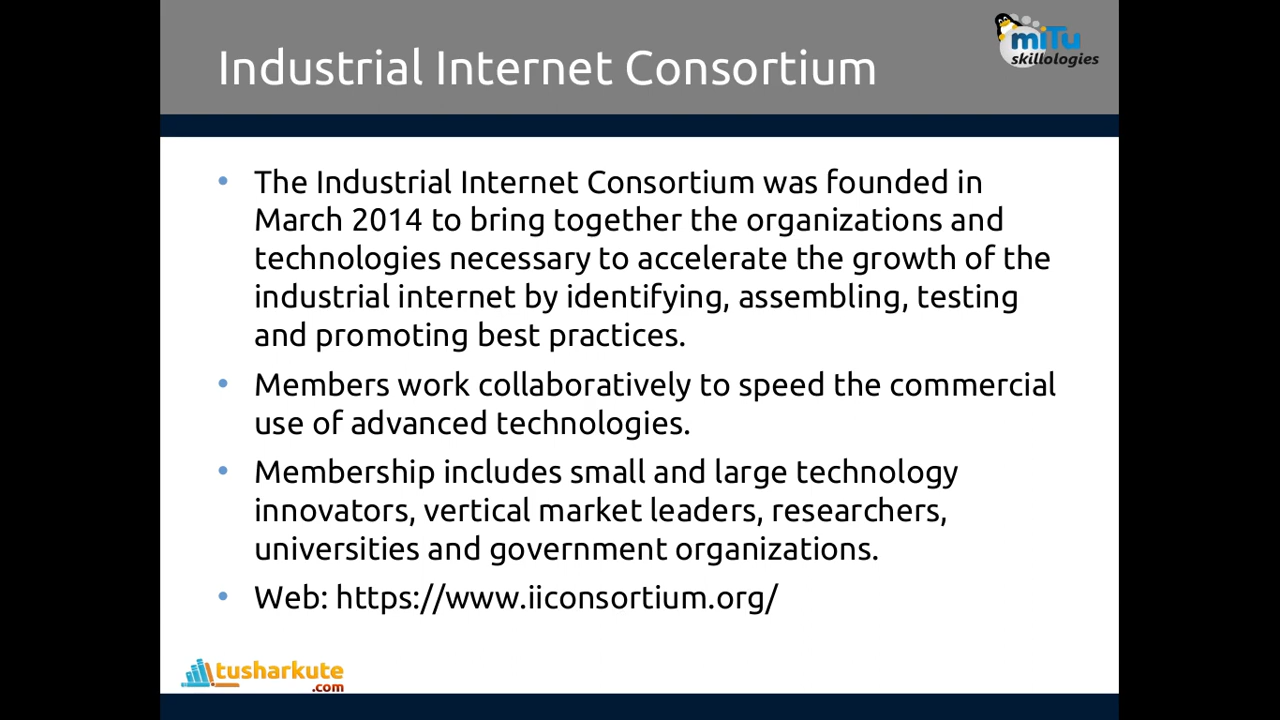 Industrial Internet Consortium
miTu
skillologies
• The Industrial Internet Consortium was founded in
March 2014 to bring together the organizations and
technologies necessary to accelerate the growth of the
industrial internet by identifying, assembling, testing
and promoting best practices.
• Members work collaboratively to speed the commercial
use of advanced technologies.
• Membership includes small and large technology
innovators, vertical market leaders, researchers,
universities and government organizations.
• Web: https://www.iiconsortium.org/
tusharkute
.com